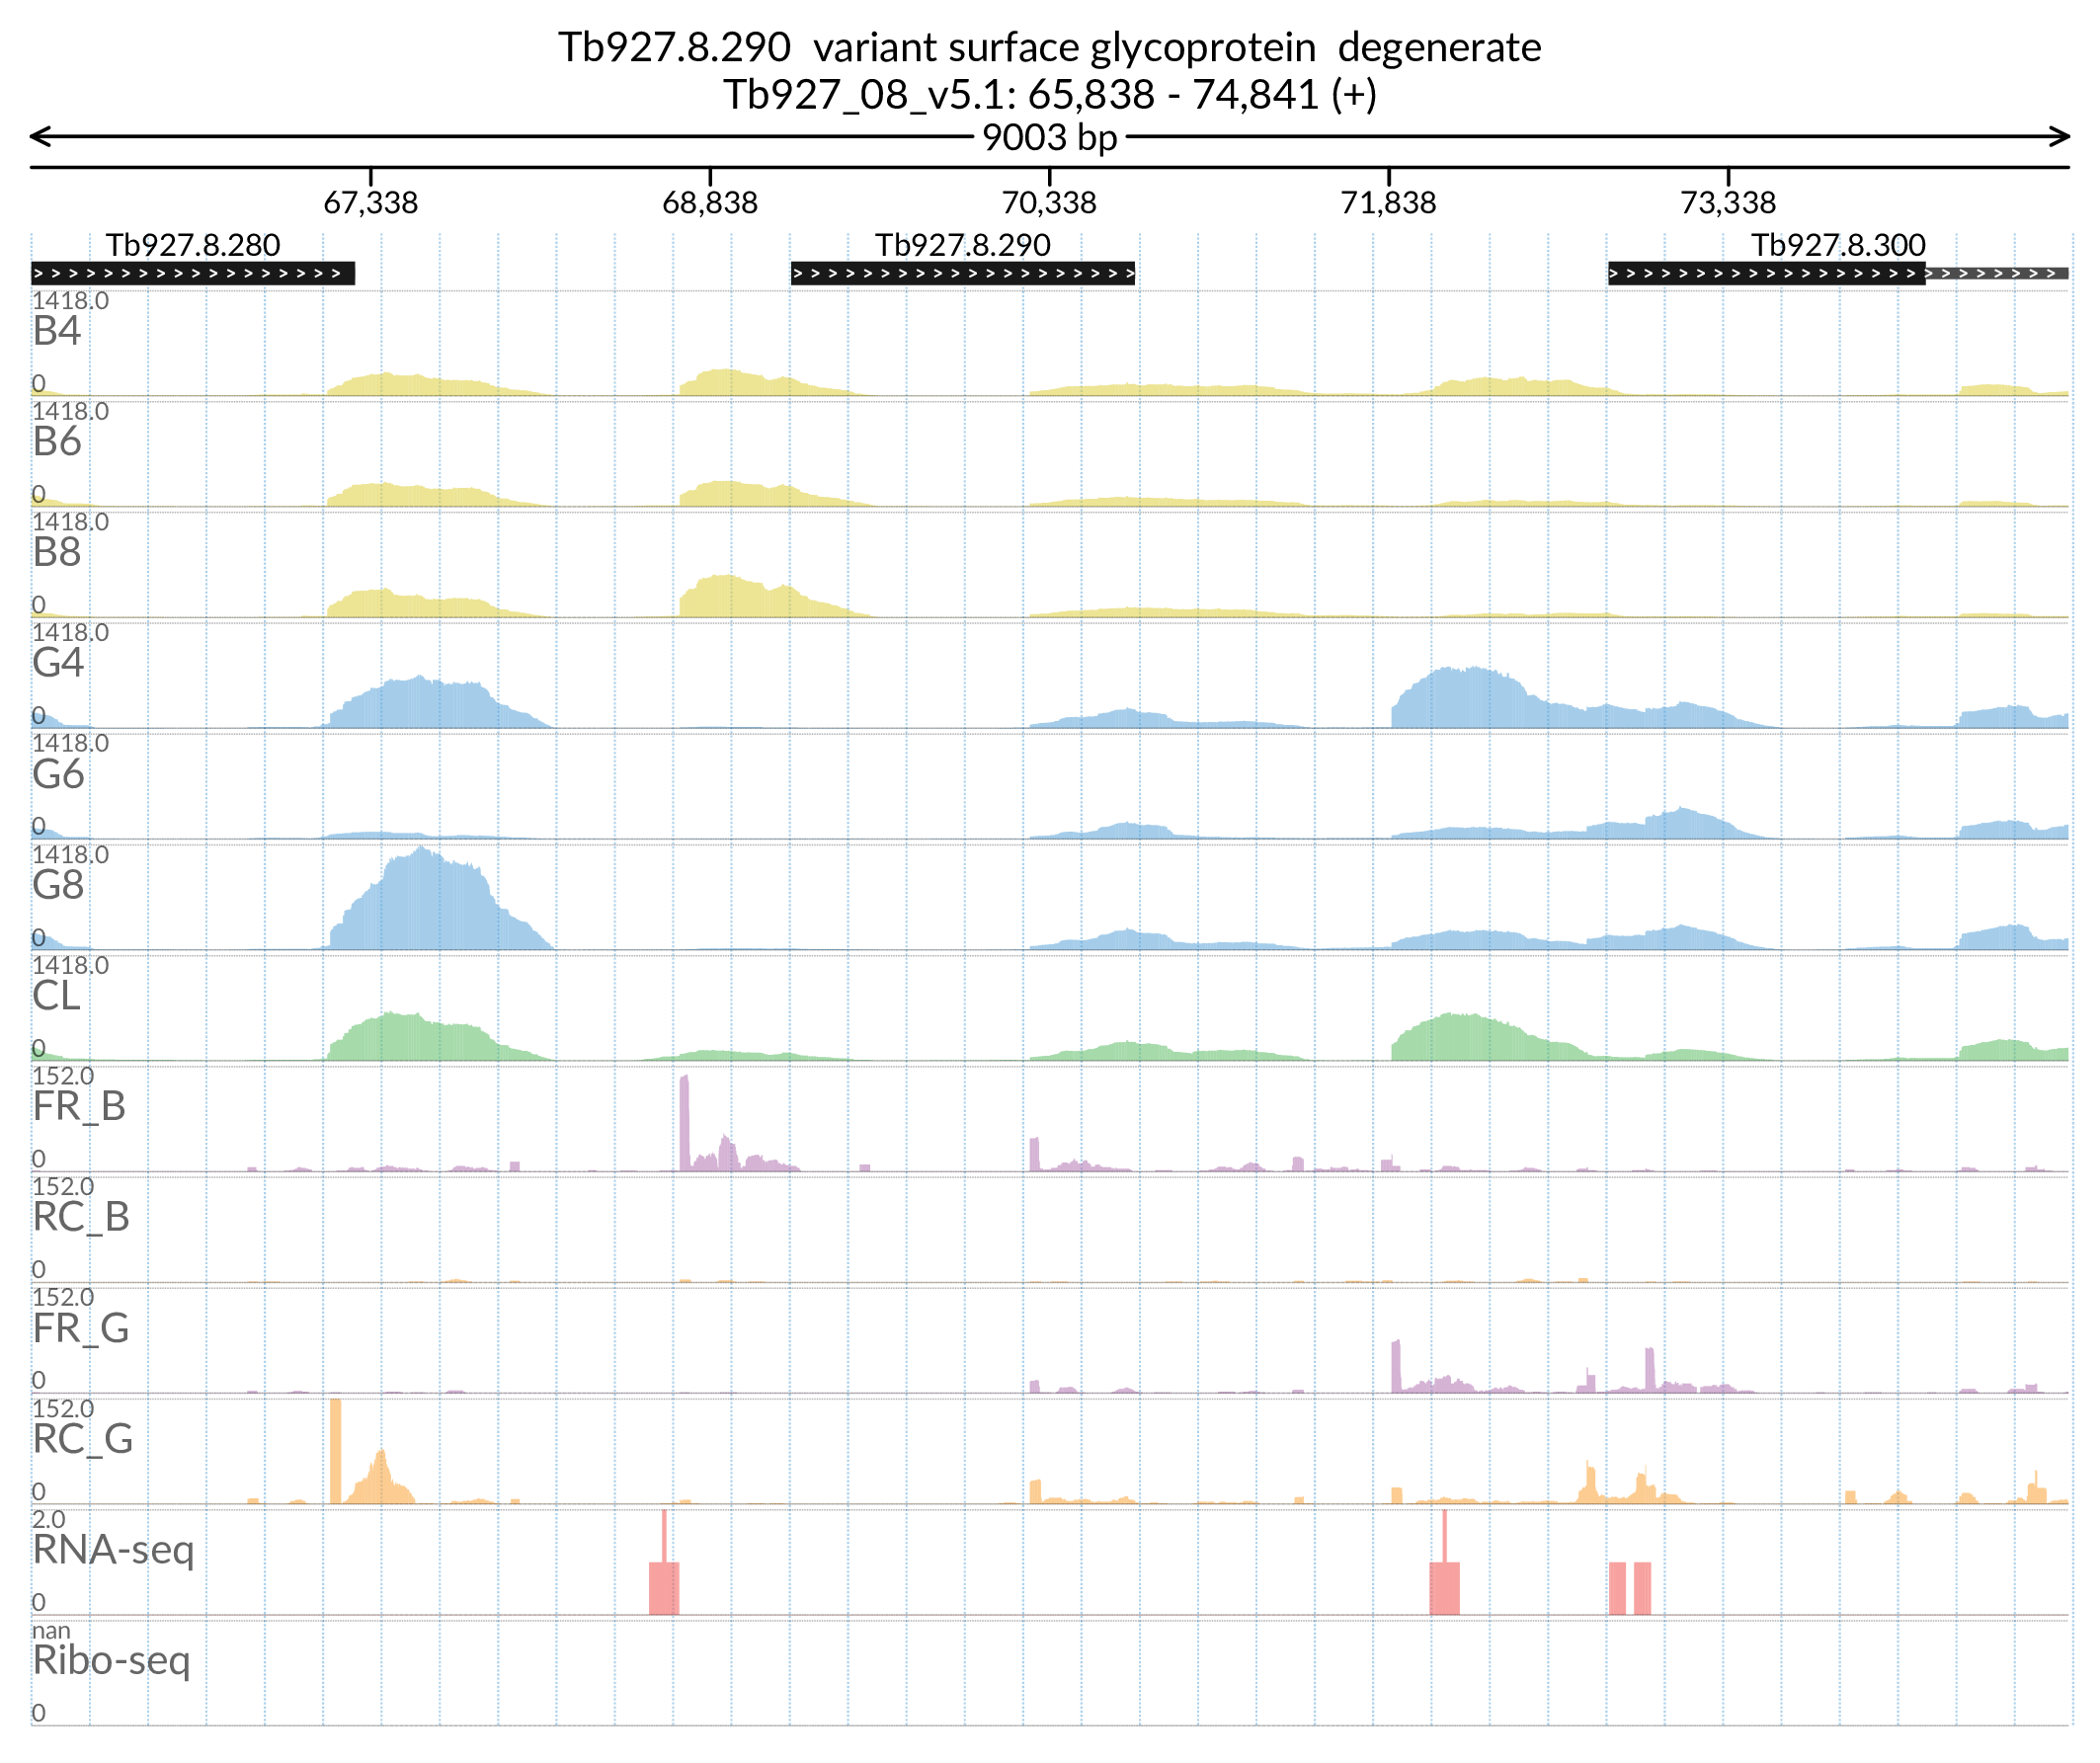 Tb927.8.290 variant surface glycoprotein degenerate
Tb927_08_v5.1: 65,838 - 74,841 (+)
9003 bp
67,338 68,838 70,338 71,838 73,338
Tb927.8.280 Tb927.8.290 Tb927.8.300
1418.0
B4
0
1418.0
B6
0
1418.0
B8
0
1418.0
G4
0
1418.0
G6
0
1418.0
G8
0
1418.0
CL
0
152.0
FR_B
0
152.0
RC_B
0
152.0
FR_G
0
152.0
RC_G
0
2.0
RNA-seq
0
nan
Ribo-seq
0